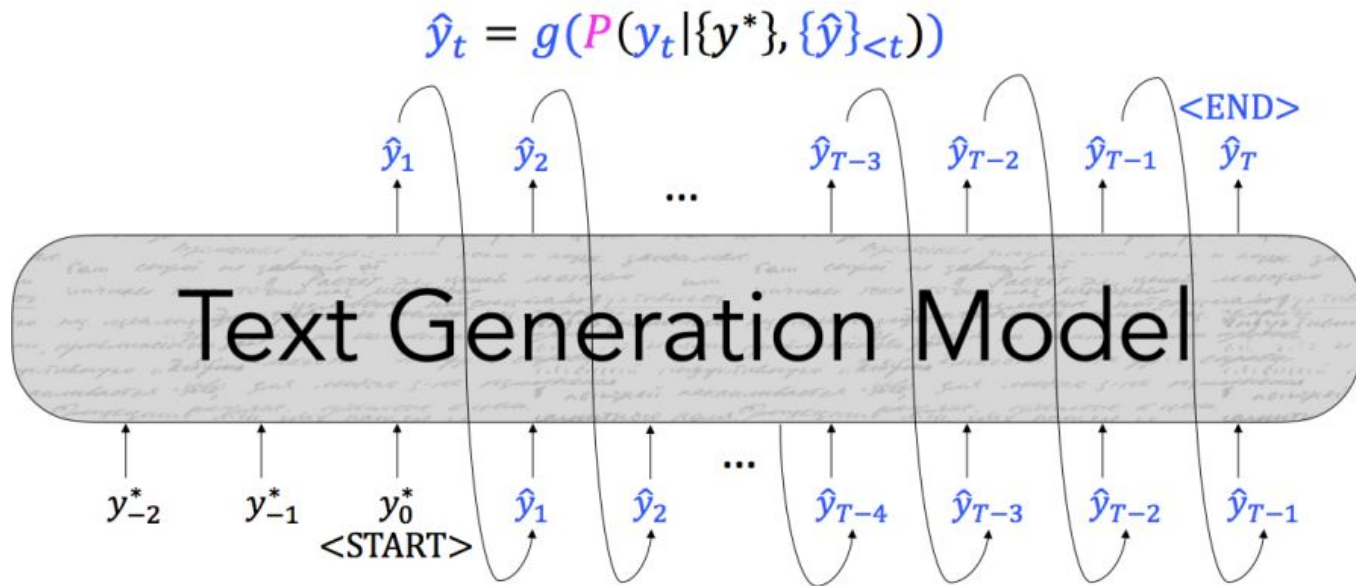 ŷ_t = g(P(y_t|{y*}, {ŷ}_{<t}))
<END>
ŷ_1 ŷ_2 ŷ_{T−3} ŷ_{T−2} ŷ_{T−1} ŷ_T
...
Text Generation Model
...
y*_{−2} y*_{−1} y*_0 ŷ_1 ŷ_2 ŷ_{T−4} ŷ_{T−3} ŷ_{T−2} ŷ_{T−1}
<START>